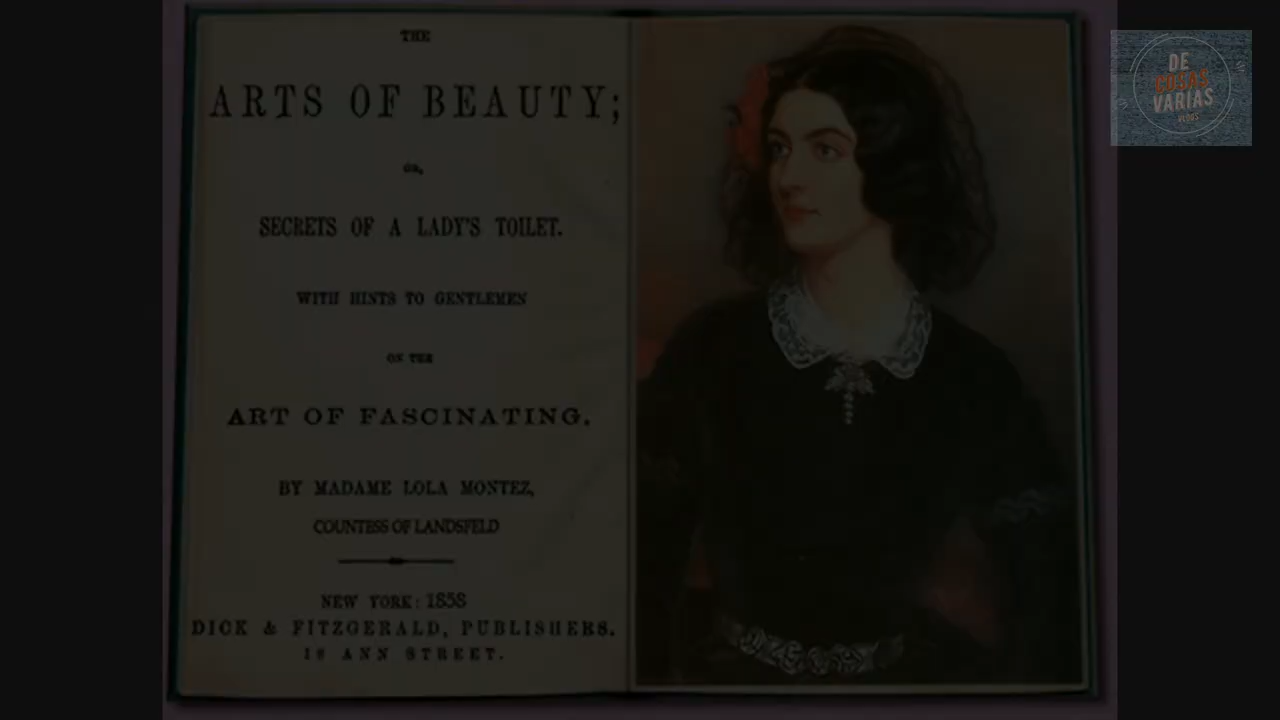 THE
ARTS OF BEAUTY;
OR,
SECRETS OF A LADY'S TOILET.
WITH HINTS TO GENTLEMEN
ON THE
ART OF FASCINATING.
BY MADAME LOLA MONTEZ,
COUNTESS OF LANDSFELD
NEW YORK: 1858
DICK & FITZGERALD, PUBLISHERS.
18 ANN STREET.
DE
COSAS
VARIAS
VLOGS